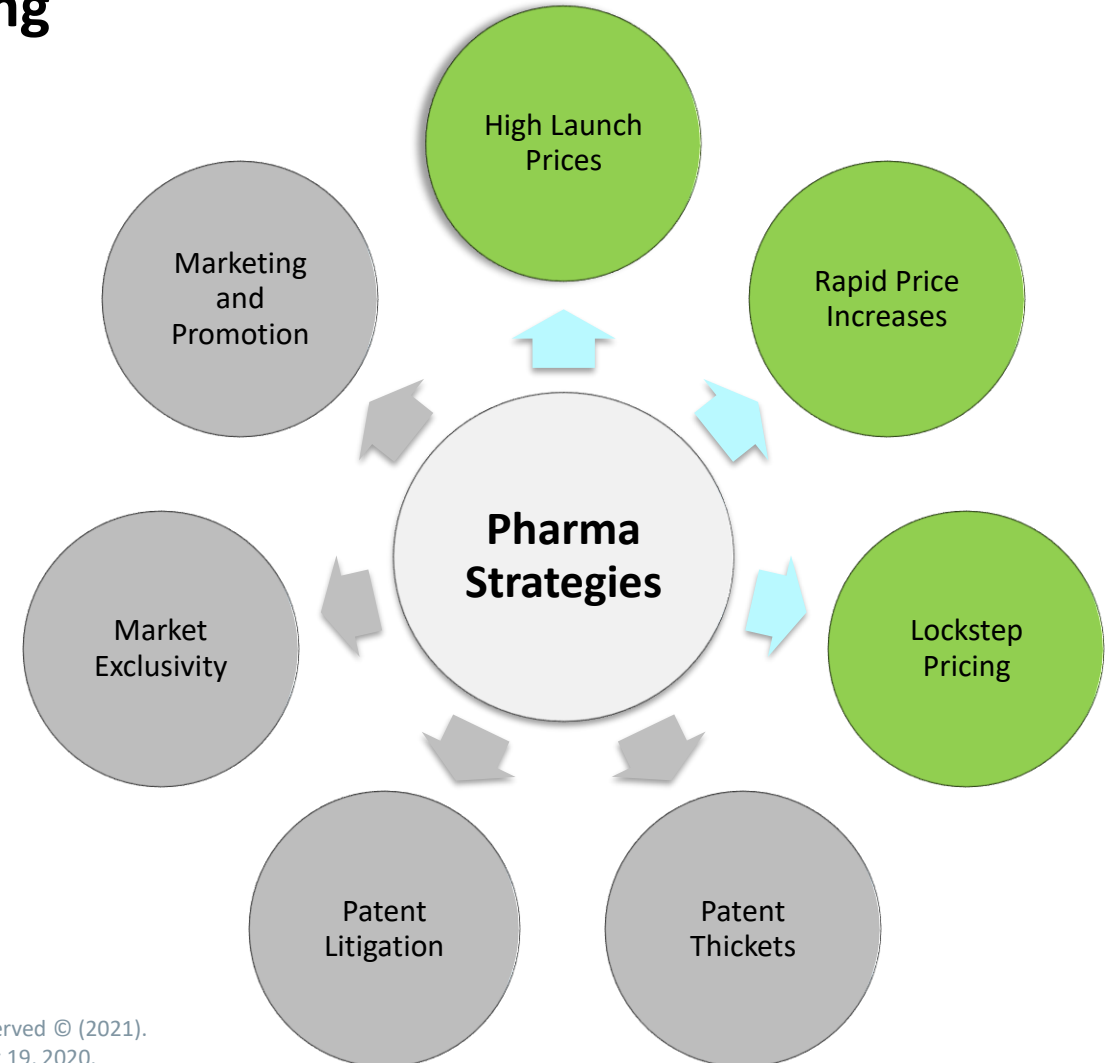 ng
High Launch
Prices
Rapid Price
Increases
Lockstep
Pricing
Patent
Thickets
Patent
Litigation
Market
Exclusivity
Marketing
and
Promotion
Pharma
Strategies
erved © (2021).
19, 2020.